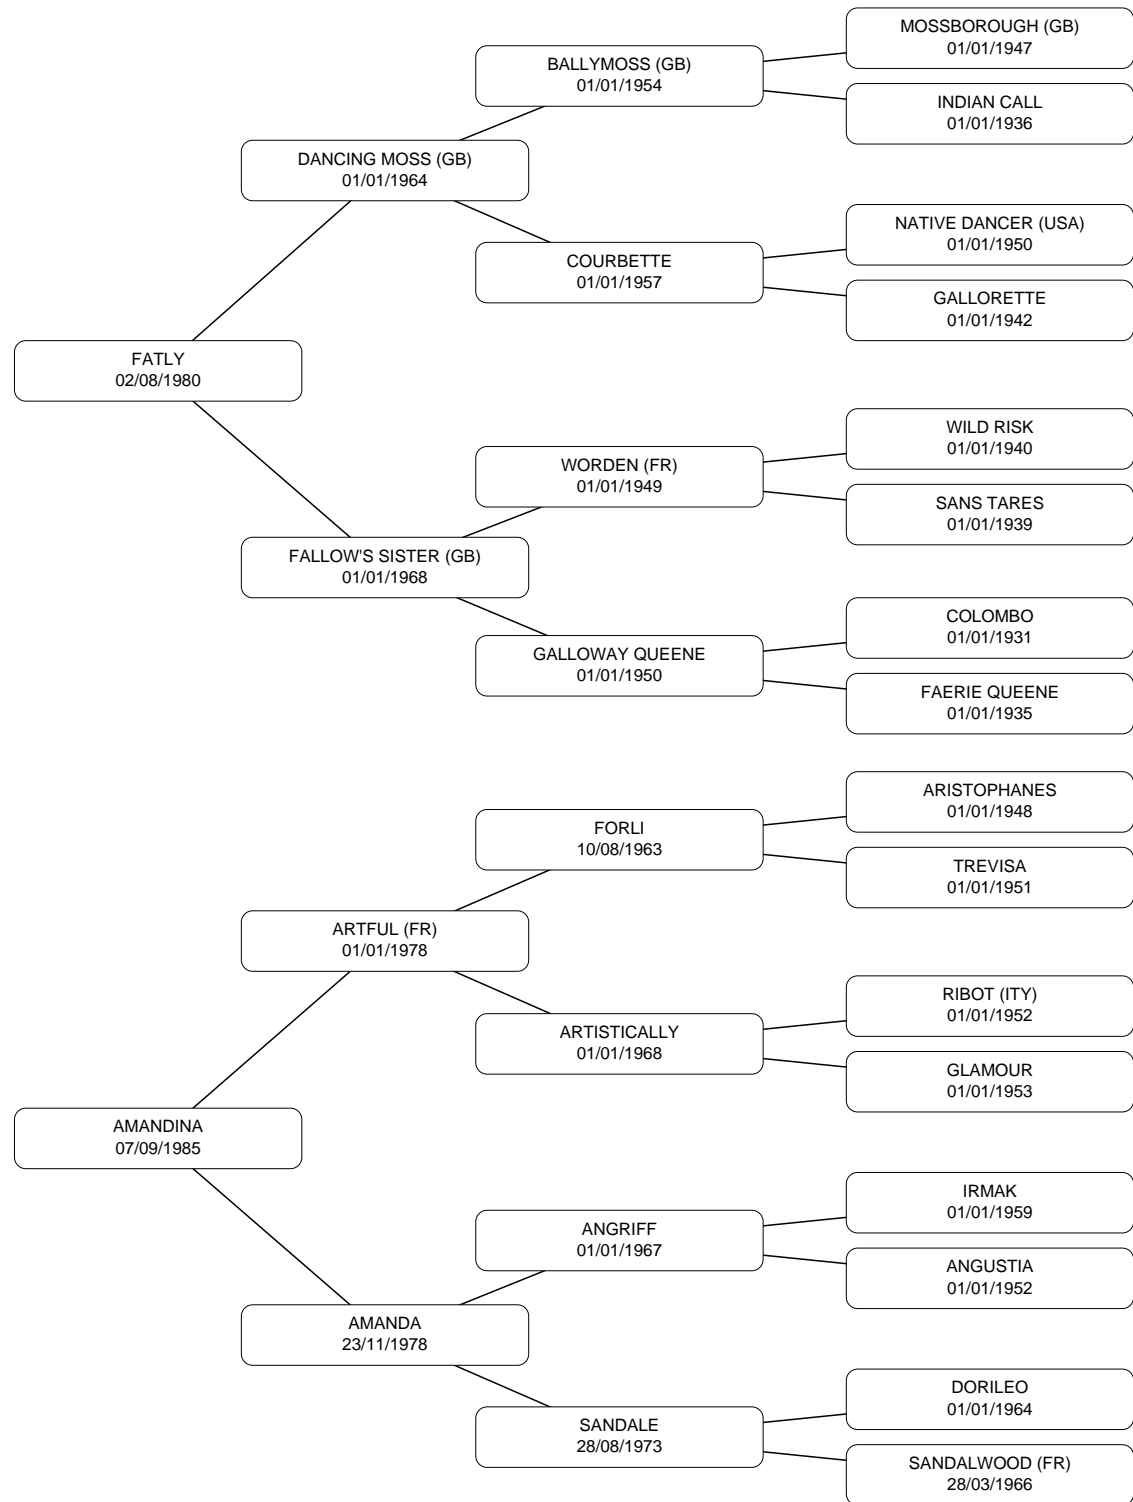 MOSSBOROUGH (GB)
01/01/1947
BALLYMOSS (GB)
01/01/1954
INDIAN CALL
01/01/1936
DANCING MOSS (GB)
01/01/1964
NATIVE DANCER (USA)
01/01/1950
COURBETTE
01/01/1957
GALLORETTE
01/01/1942
FATLY
02/08/1980
WILD RISK
01/01/1940
WORDEN (FR)
01/01/1949
SANS TARES
01/01/1939
FALLOW'S SISTER (GB)
01/01/1968
COLOMBO
01/01/1931
GALLOWAY QUEENE
01/01/1950
FAERIE QUEENE
01/01/1935
ARISTOPHANES
01/01/1948
FORLI
10/08/1963
TREVISA
01/01/1951
ARTFUL (FR)
01/01/1978
RIBOT (ITY)
01/01/1952
ARTISTICALLY
01/01/1968
GLAMOUR
01/01/1953
AMANDINA
07/09/1985
IRMAK
01/01/1959
ANGRIFF
01/01/1967
ANGUSTIA
01/01/1952
AMANDA
23/11/1978
DORILEO
01/01/1964
SANDALE
28/08/1973
SANDALWOOD (FR)
28/03/1966